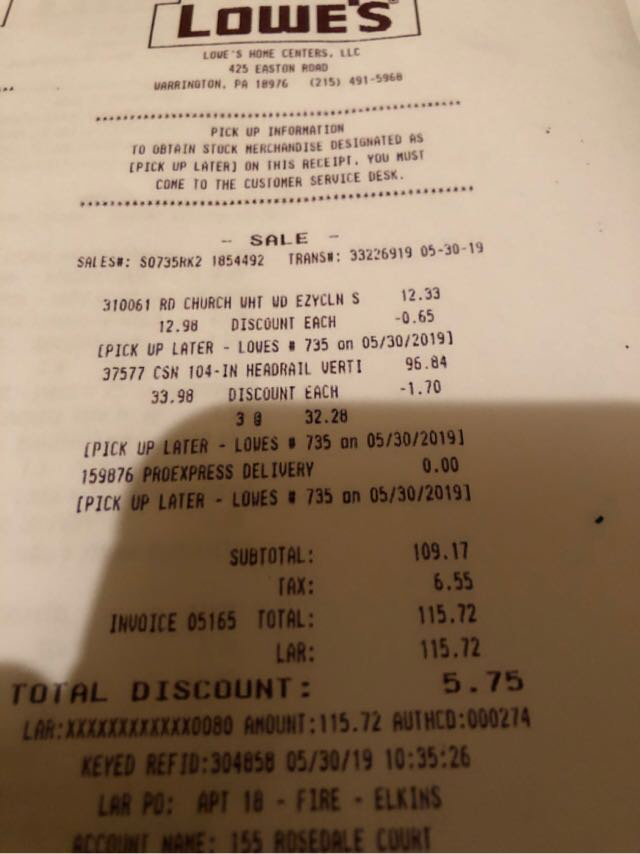 LOWE'S
LOWE'S HOME CENTERS, LLC
425 EASTON ROAD
WARRINGTON, PA 18976 (215) 491-5968
PICK UP INFORMATION
TO OBTAIN STOCK MERCHANDISE DESIGNATED AS
[PICK UP LATER] ON THIS RECEIPT, YOU MUST
COME TO THE CUSTOMER SERVICE DESK.
- SALE -
SALES#: S0735RK2 1854492 TRANS#: 33226919 05-30-19
310061 RD CHURCH WHT WD EZYCLN S 12.33
12.98 DISCOUNT EACH -0.65
[PICK UP LATER - LOWES # 735 on 05/30/2019]
37577 CSN 104-IN HEADRAIL VERTI 96.84
33.98 DISCOUNT EACH -1.70
3 @ 32.28
[PICK UP LATER - LOWES # 735 on 05/30/2019]
159876 PROEXPRESS DELIVERY 0.00
[PICK UP LATER - LOWES # 735 on 05/30/2019]
SUBTOTAL: 109.17
TAX: 6.55
INVOICE 05165 TOTAL: 115.72
LAR: 115.72
TOTAL DISCOUNT: 5.75
LAR:XXXXXXXXXXXX0080 AMOUNT:115.72 AUTHCD:000274
KEYED REFID:304858 05/30/19 10:35:26
LAR PO: APT 18 - FIRE - ELKINS
ACCOUNT NAME: 155 ROSEDALE COURT